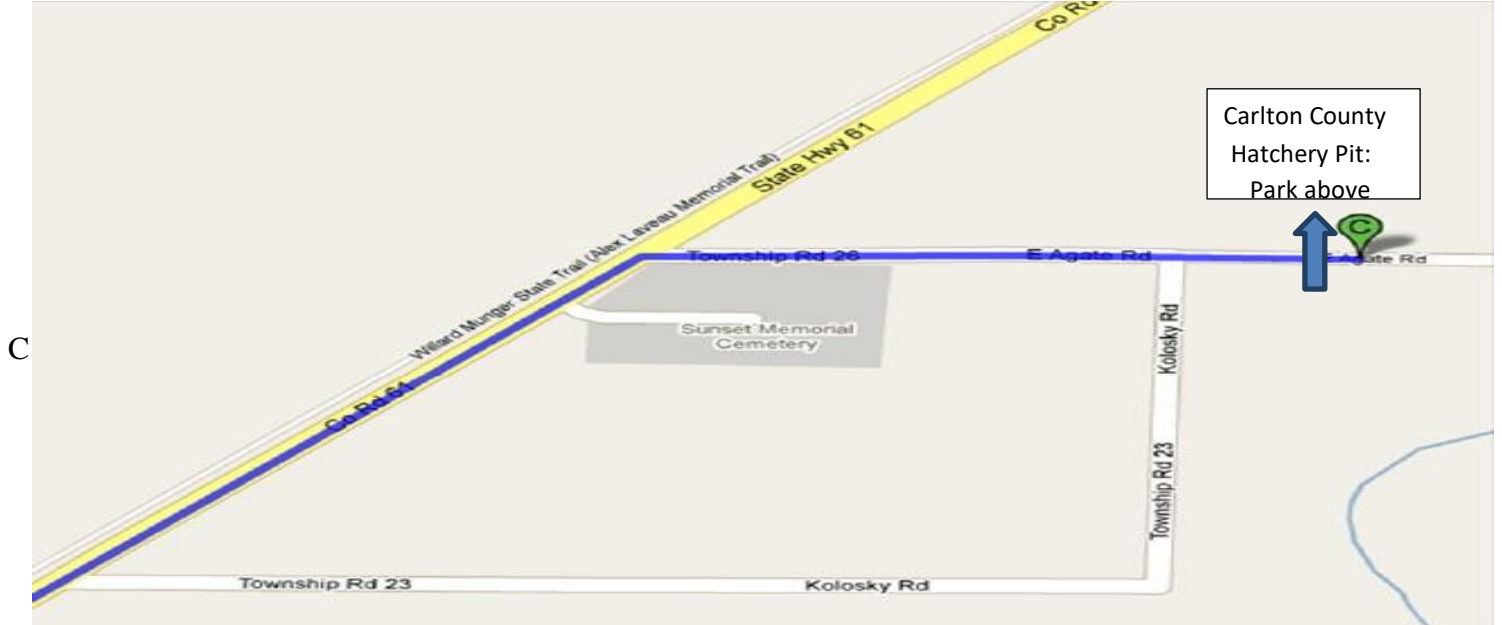 Co Rd
Carlton County
Hatchery Pit:
Park above
State Hwy 61
Willard Munger State Trail (Alex Laveau Memorial Trail)
C
Township Rd 26
E Agate Rd
E Agate Rd
Sunset Memorial
Cemetery
Kolosky Rd
C
Co Rd 61
Township Rd 23
Township Rd 23
Kolosky Rd